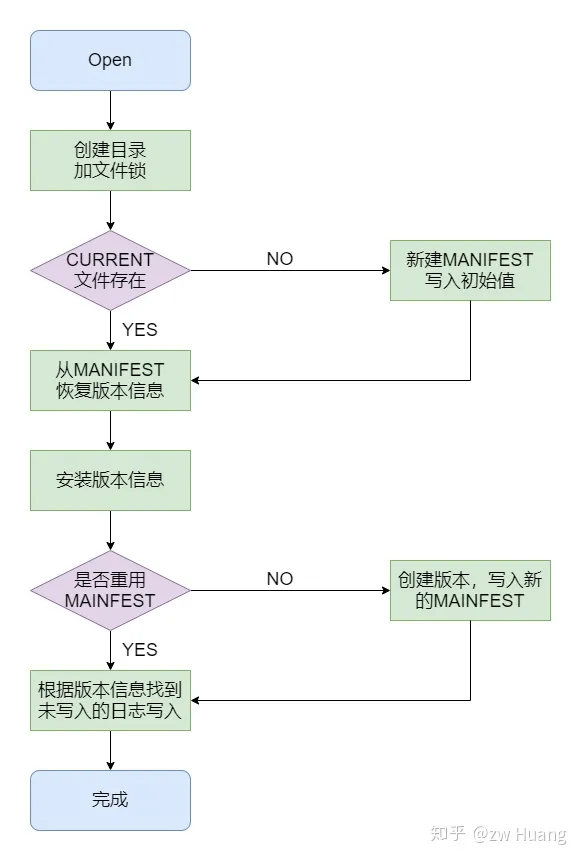 Open
创建目录
加文件锁
CURRENT
文件存在
NO
新建MANIFEST
写入初始值
YES
从MANIFEST
恢复版本信息
安装版本信息
是否重用
MAINFEST
NO
创建版本，写入新
的MAINFEST
YES
根据版本信息找到
未写入的日志写入
完成
知乎 @zw Huang